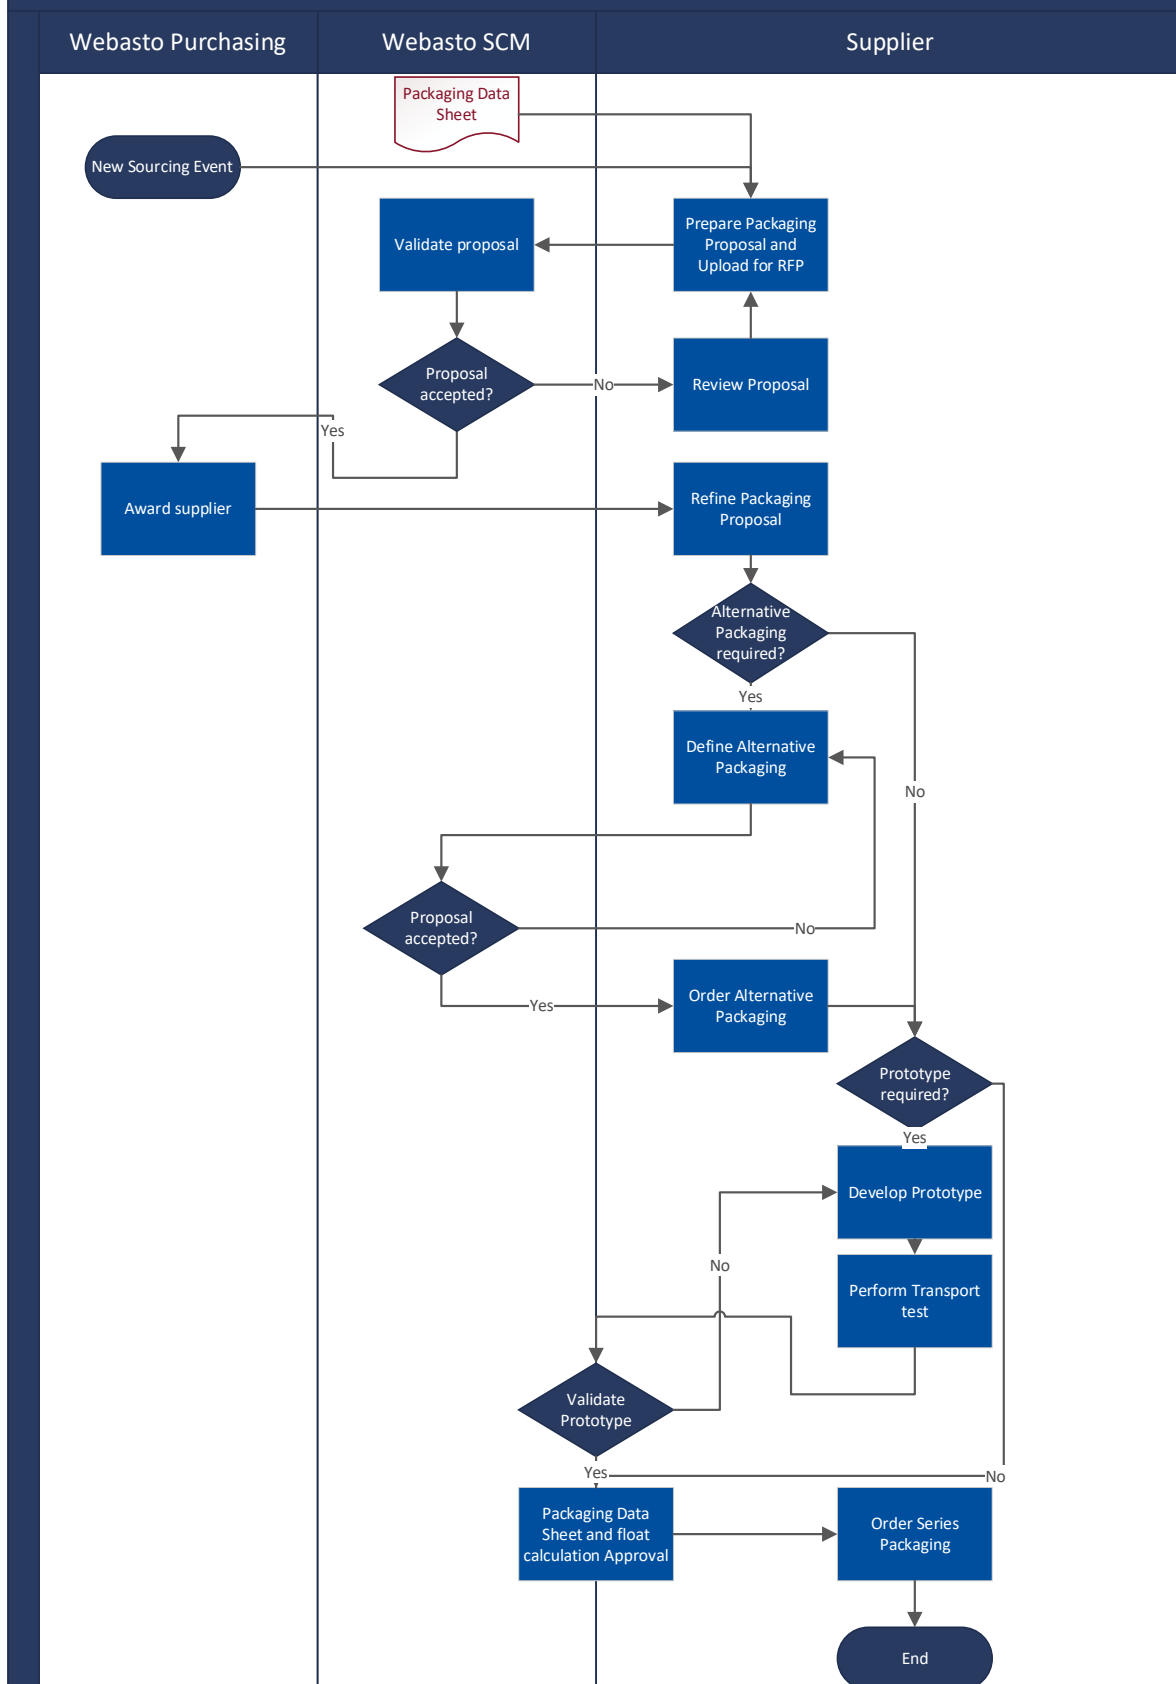 Webasto Purchasing
Webasto SCM
Supplier
Packaging Data
Sheet
New Sourcing Event
Validate proposal
Prepare Packaging
Proposal and
Upload for RFP
Proposal
accepted?
No
Review Proposal
Yes
Award supplier
Refine Packaging
Proposal
Alternative
Packaging
required?
Yes
Define Alternative
Packaging
No
Proposal
accepted?
No
Yes
Order Alternative
Packaging
Prototype
required?
Yes
Develop Prototype
No
Perform Transport
test
Validate
Prototype
Yes
No
Packaging Data
Sheet and float
calculation Approval
Order Series
Packaging
End